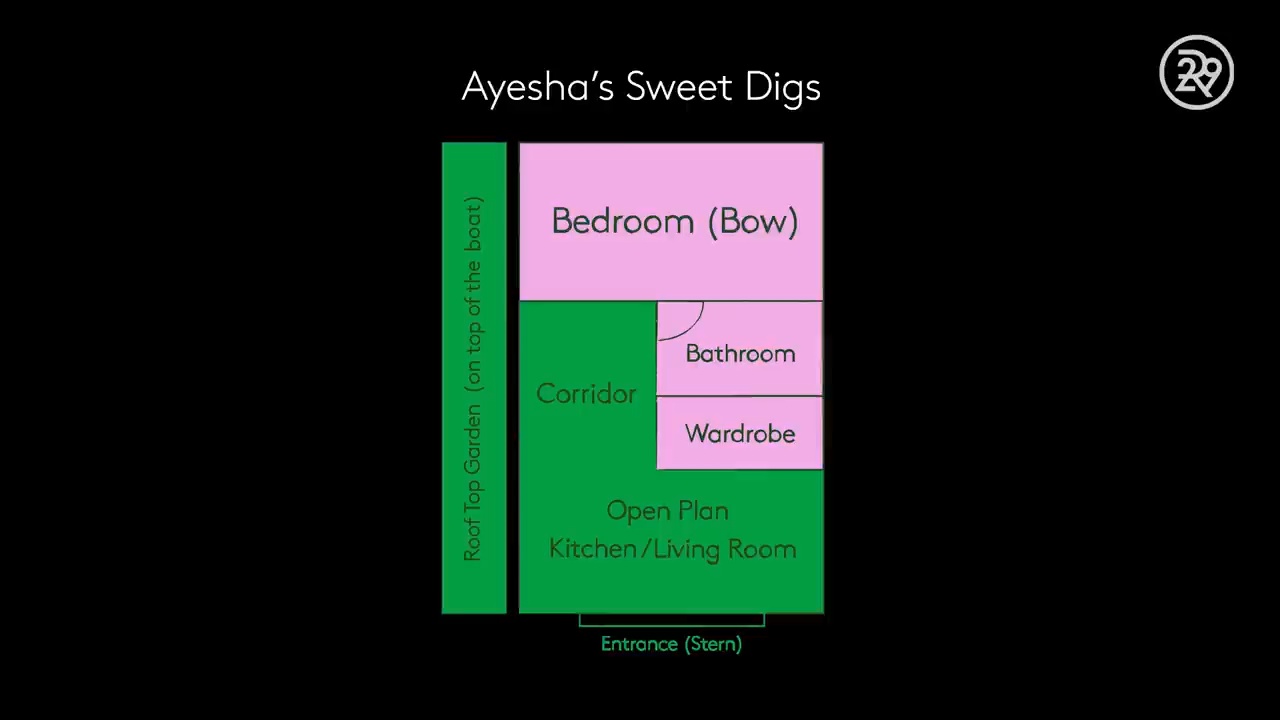 Ayesha's Sweet Digs
R29
Roof Top Garden (on top of the boat)
Bedroom (Bow)
Bathroom
Corridor
Wardrobe
Open Plan
Kitchen/Living Room
Entrance (Stern)